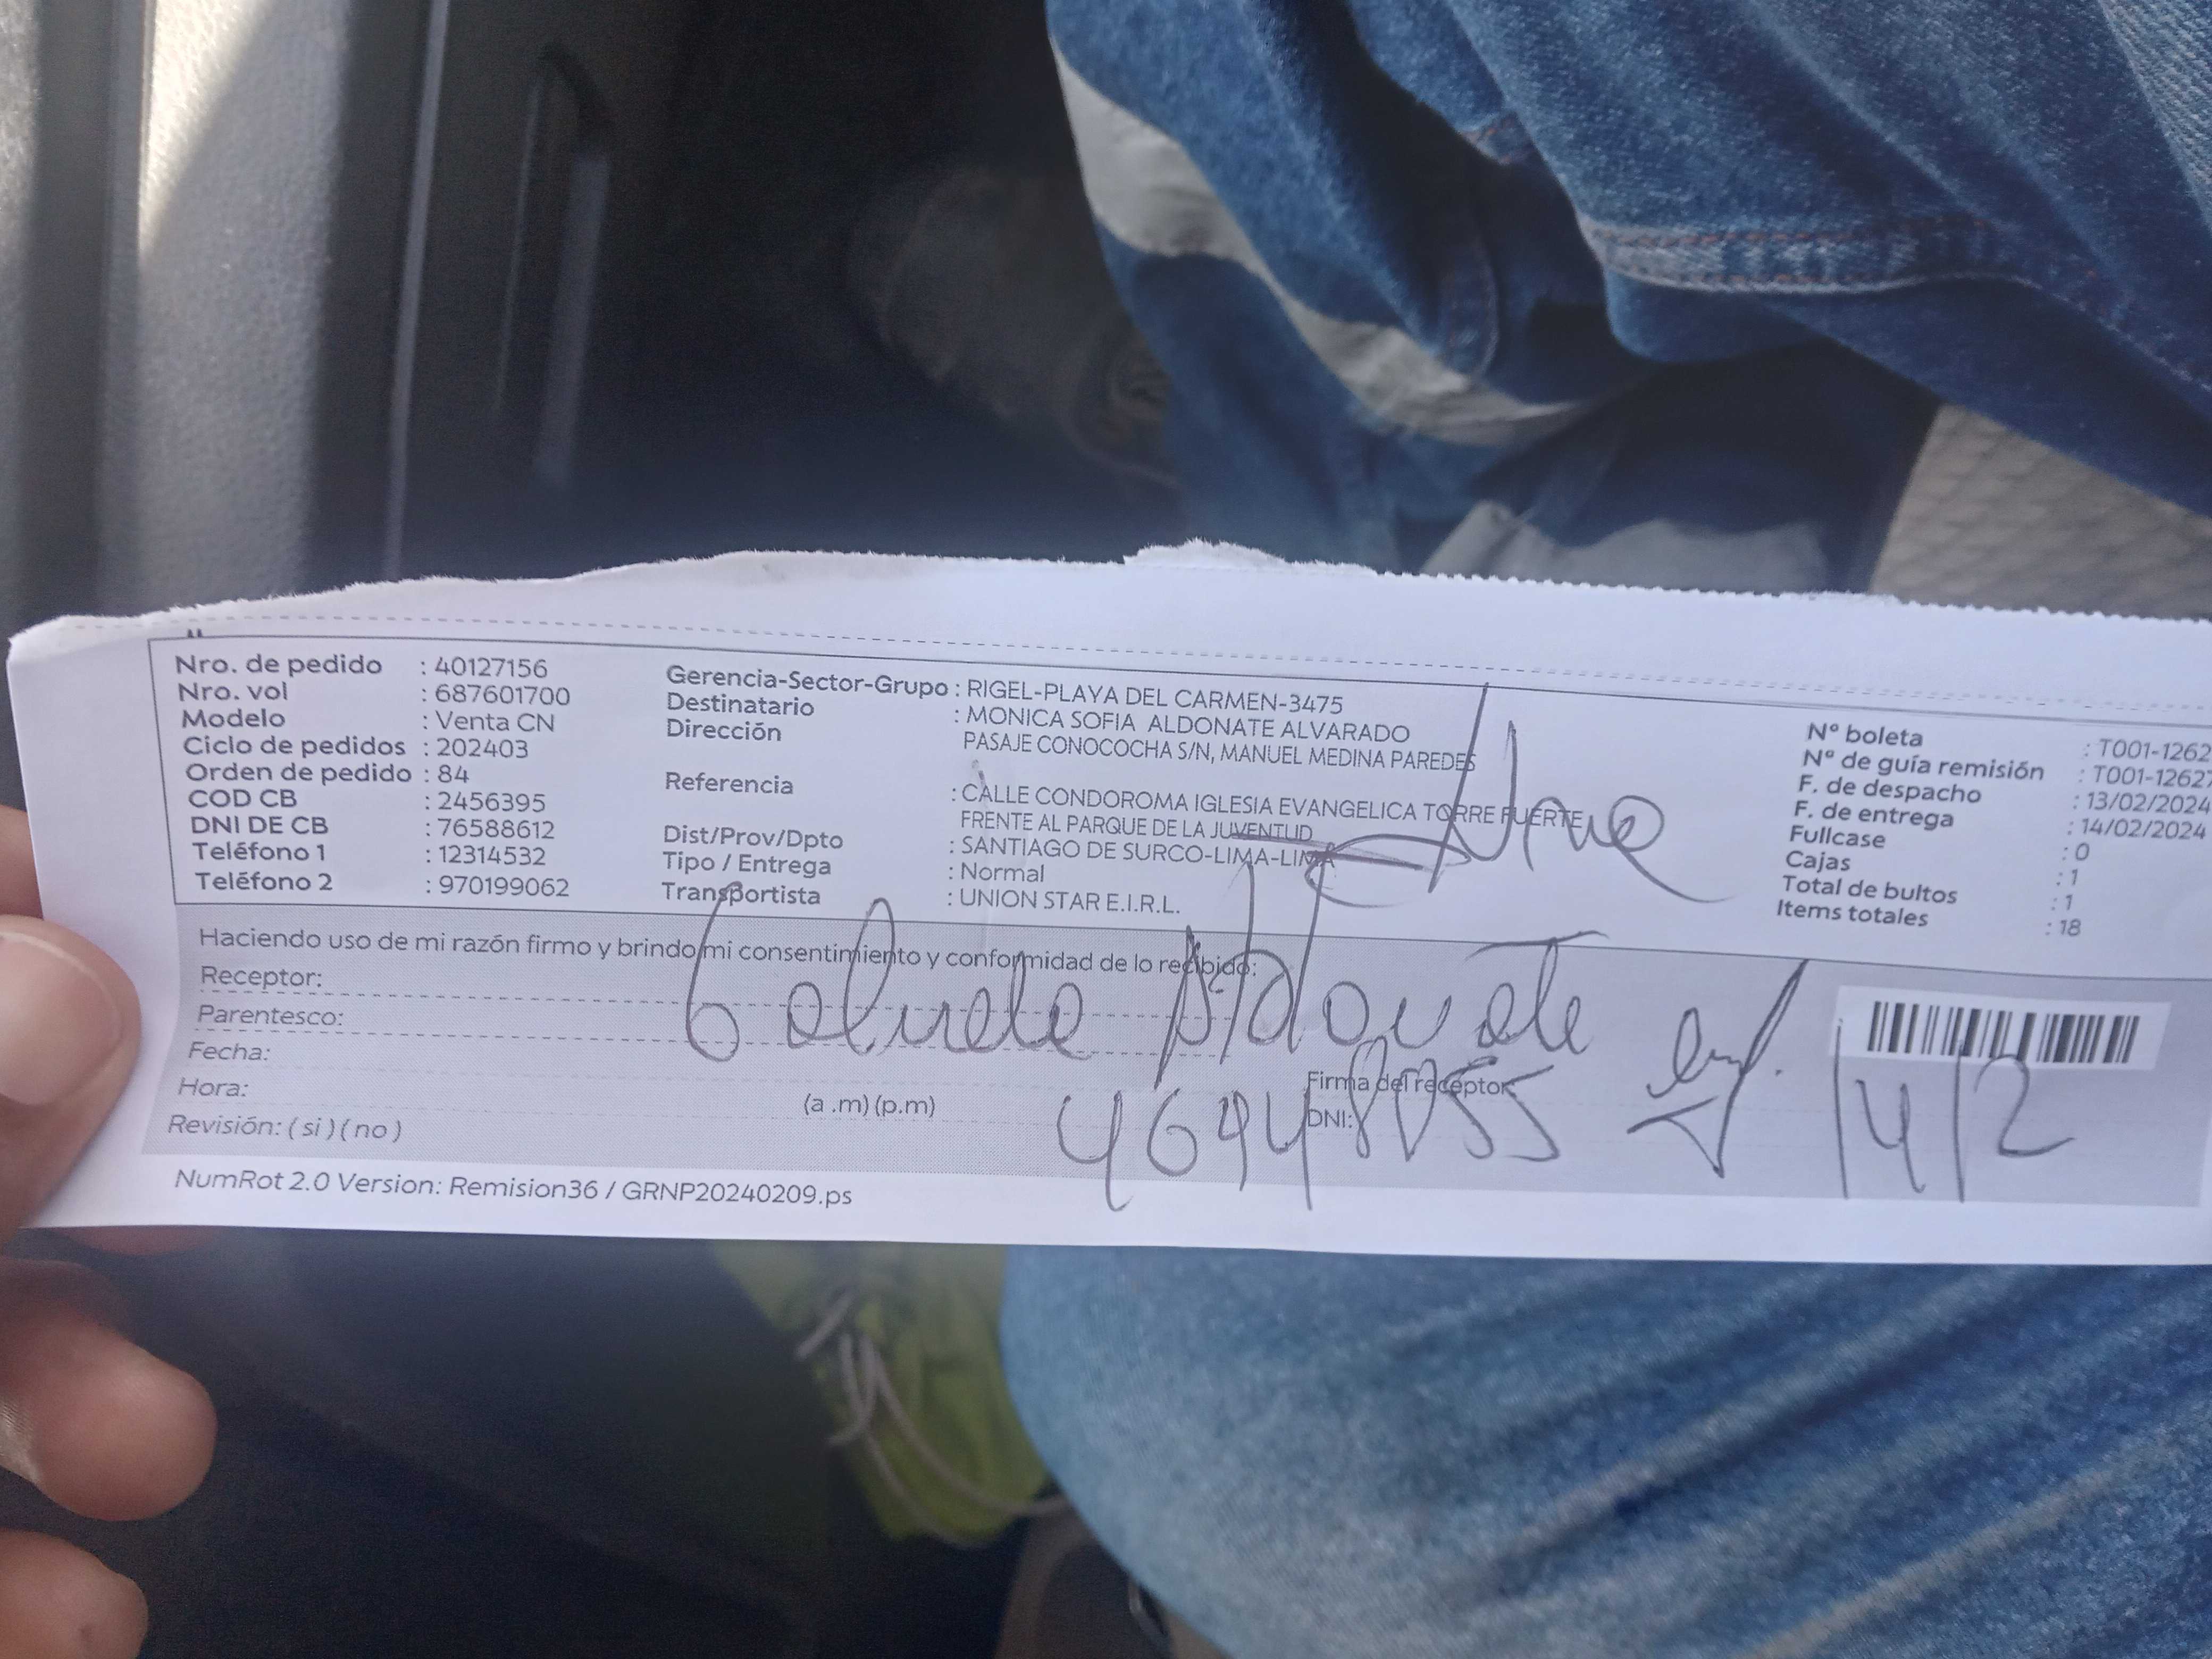 Nro. de pedido : 40127156
Nro. vol : 687601700
Modelo : Venta CN
Ciclo de pedidos : 202403
Orden de pedido : 84
COD CB : 2456395
DNI DE CB : 76588612
Teléfono 1 : 12314532
Teléfono 2 : 970199062
Gerencia-Sector-Grupo : RIGEL-PLAYA DEL CARMEN-3475
Destinatario : MONICA SOFIA ALDONATE ALVARADO
Dirección PASAJE CONOCOCHA S/N, MANUEL MEDINA PAREDES
Referencia : CALLE CONDOROMA IGLESIA EVANGELICA TORRE FUERTE
FRENTE AL PARQUE DE LA JUVENTUD
Dist/Prov/Dpto : SANTIAGO DE SURCO-LIMA-LIMA
Tipo / Entrega : Normal
Transportista : UNION STAR E.I.R.L.
N° boleta : T001-1262
N° de guía remisión : T001-12627
F. de despacho : 13/02/2024
F. de entrega : 14/02/2024
Fullcase : 0
Cajas : 1
Total de bultos : 1
Items totales : 18
Haciendo uso de mi razón firmo y brindo mi consentimiento y conformidad de lo recibido:
Receptor:
Parentesco:
Aldonate
Fecha:
Firma del receptor
Hora: (a .m) (p.m)
DNI: 46948055
14/2
Revisión: ( si ) ( no )
NumRot 2.0 Version: Remision36 / GRNP20240209.ps